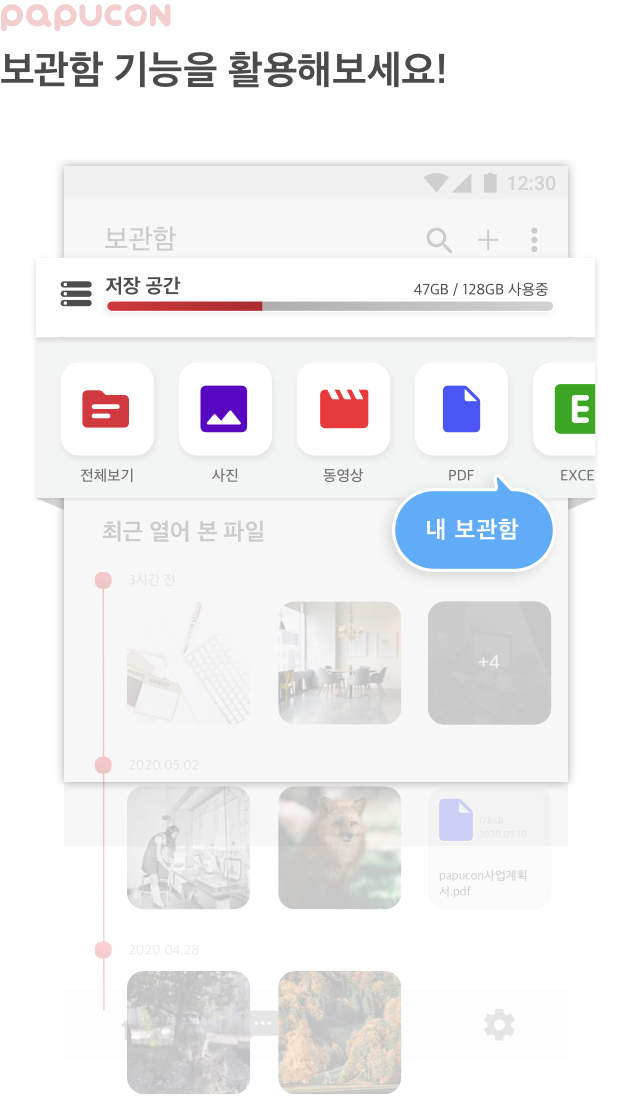 papucon
보관함 기능을 활용해보세요!
12:30
보관함
저장 공간
47GB / 128GB 사용중
전체보기
사진
동영상
PDF
EXCE
내 보관함
최근 열어 본 파일
3시간 전
+4
2020.05.02
2020.05.10
papucon사업계획
서.pdf
2020.04.28